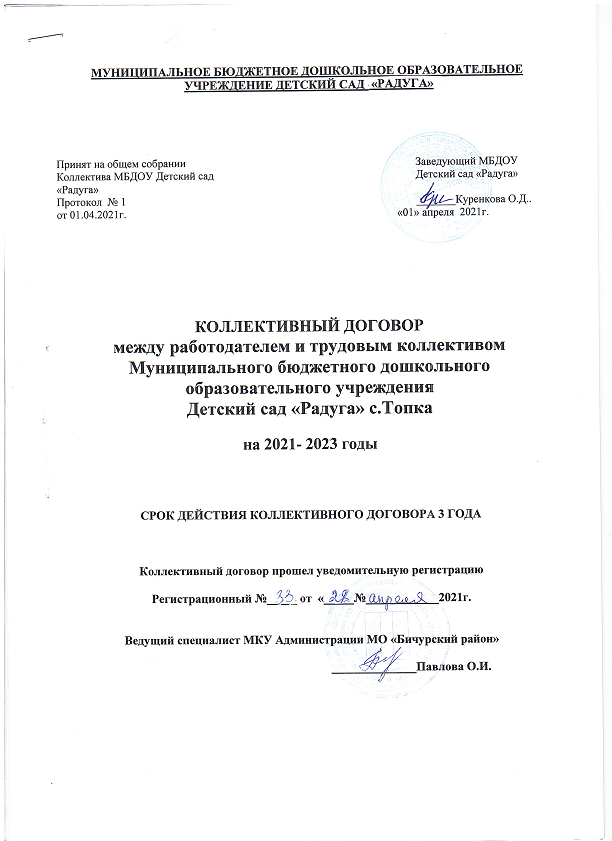 МУНИЦИПАЛЬНОЕ БЮДЖЕТНОЕ ДОШКОЛЬНОЕ ОБРАЗОВАТЕЛЬНОЕ
УЧРЕЖДЕНИЕ ДЕТСКИЙ САД «РАДУГА»
Принят на общем собрании
Коллектива МБДОУ Детский сад
«Радуга»
Протокол № 1
от 01.04.2021г.
Заведующий МБДОУ
Детский сад «Радуга»
Куренкова О.Д..
«01» апреля 2021г.
КОЛЛЕКТИВНЫЙ ДОГОВОР
между работодателем и трудовым коллективом
Муниципального бюджетного дошкольного
образовательного учреждения
Детский сад «Радуга» с.Топка
на 2021- 2023 годы
СРОК ДЕЙСТВИЯ КОЛЛЕКТИВНОГО ДОГОВОРА 3 ГОДА
Коллективный договор прошел уведомительную регистрацию
Регистрационный № 33 от « 28 № апреля 2021г.
Ведущий специалист МКУ Администрации МО «Бичурский район»
Павлова О.И.